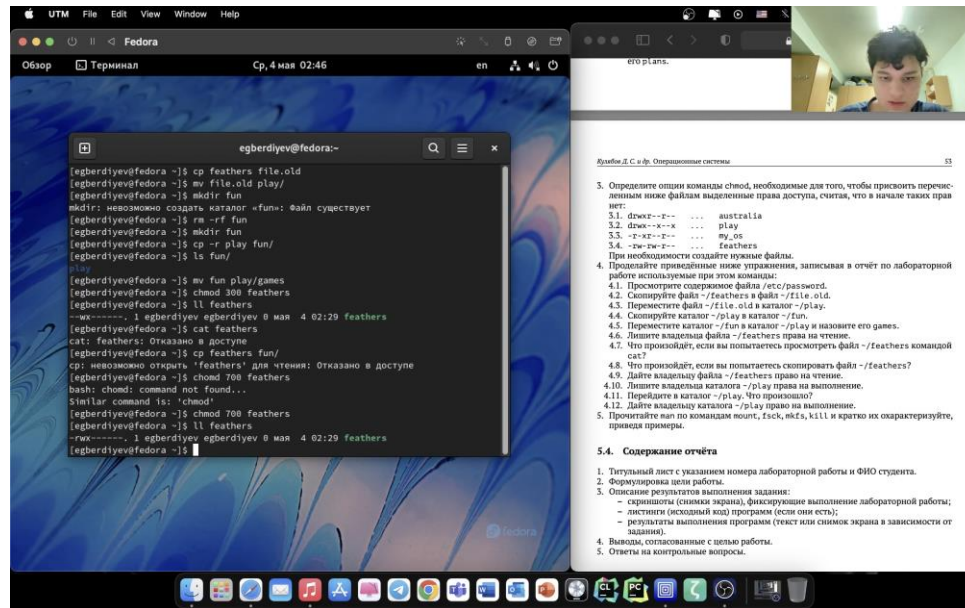 UTM File Edit View Window Help
Fedora
Обзор Терминал Ср, 4 мая 02:46 en
egberdiyev@fedora:~
[egberdiyev@fedora ~]$ cp feathers file.old
[egberdiyev@fedora ~]$ mv file.old play/
[egberdiyev@fedora ~]$ mkdir fun
mkdir: невозможно создать каталог «fun»: Файл существует
[egberdiyev@fedora ~]$ rm -rf fun
[egberdiyev@fedora ~]$ mkdir fun
[egberdiyev@fedora ~]$ cp -r play fun/
[egberdiyev@fedora ~]$ ls fun/
play
[egberdiyev@fedora ~]$ mv fun play/games
[egberdiyev@fedora ~]$ chmod 300 feathers
[egberdiyev@fedora ~]$ ll feathers
--wx------. 1 egberdiyev egberdiyev 0 мая 4 02:29 feathers
[egberdiyev@fedora ~]$ cat feathers
cat: feathers: Отказано в доступе
[egberdiyev@fedora ~]$ cp feathers fun/
cp: невозможно открыть 'feathers' для чтения: Отказано в доступе
[egberdiyev@fedora ~]$ chomd 700 feathers
bash: chomd: command not found...
Similar command is: 'chmod'
[egberdiyev@fedora ~]$ chmod 700 feathers
[egberdiyev@fedora ~]$ ll feathers
-rwx------. 1 egberdiyev egberdiyev 0 мая 4 02:29 feathers
[egberdiyev@fedora ~]$
fedora
его plans.
Кулябов Д. С. и др. Операционные системы 53
3. Определите опции команды chmod, необходимые для того, чтобы присвоить перечис-
ленным ниже файлам выделенные права доступа, считая, что в начале таких прав
нет:
3.1. drwxr--r-- ... australia
3.2. drwx--x--x ... play
3.3. -r-xr--r-- ... my_os
3.4. -rw-rw-r-- ... feathers
При необходимости создайте нужные файлы.
4. Проделайте приведённые ниже упражнения, записывая в отчёт по лабораторной
работе используемые при этом команды:
4.1. Просмотрите содержимое файла /etc/password.
4.2. Скопируйте файл ~/feathers в файл ~/file.old.
4.3. Переместите файл ~/file.old в каталог ~/play.
4.4. Скопируйте каталог ~/play в каталог ~/fun.
4.5. Переместите каталог ~/fun в каталог ~/play и назовите его games.
4.6. Лишите владельца файла ~/feathers права на чтение.
4.7. Что произойдёт, если вы попытаетесь просмотреть файл ~/feathers командой
cat?
4.8. Что произойдёт, если вы попытаетесь скопировать файл ~/feathers?
4.9. Дайте владельцу файла ~/feathers право на чтение.
4.10. Лишите владельца каталога ~/play права на выполнение.
4.11. Перейдите в каталог ~/play. Что произошло?
4.12. Дайте владельцу каталога ~/play право на выполнение.
5. Прочитайте man по командам mount, fsck, mkfs, kill и кратко их охарактеризуйте,
приведя примеры.
5.4. Содержание отчёта
1. Титульный лист с указанием номера лабораторной работы и ФИО студента.
2. Формулировка цели работы.
3. Описание результатов выполнения задания:
– скриншоты (снимки экрана), фиксирующие выполнение лабораторной работы;
– листинги (исходный код) программ (если они есть);
– результаты выполнения программ (текст или снимок экрана в зависимости от
задания).
4. Выводы, согласованные с целью работы.
5. Ответы на контрольные вопросы.